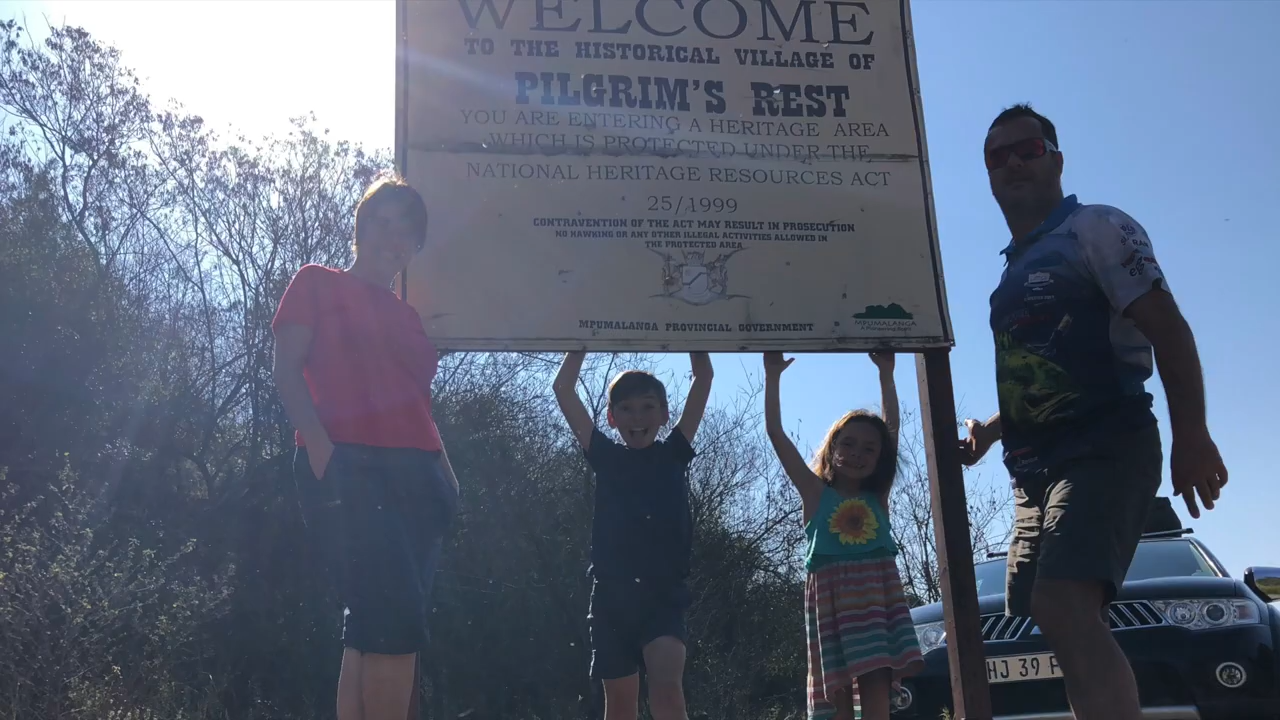 WELCOME
TO THE HISTORICAL VILLAGE OF
PILGRIM'S REST
YOU ARE ENTERING A HERITAGE AREA
WHICH IS PROTECTED UNDER THE
NATIONAL HERITAGE RESOURCES ACT
25/1999
CONTRAVENTION OF THE ACT MAY RESULT IN PROSECUTION
NO HAWKING OR ANY OTHER ILLEGAL ACTIVITIES ALLOWED IN
THE PROTECTED AREA
MPUMALANGA PROVINCIAL GOVERNMENT
MPUMALANGA
HJ 39